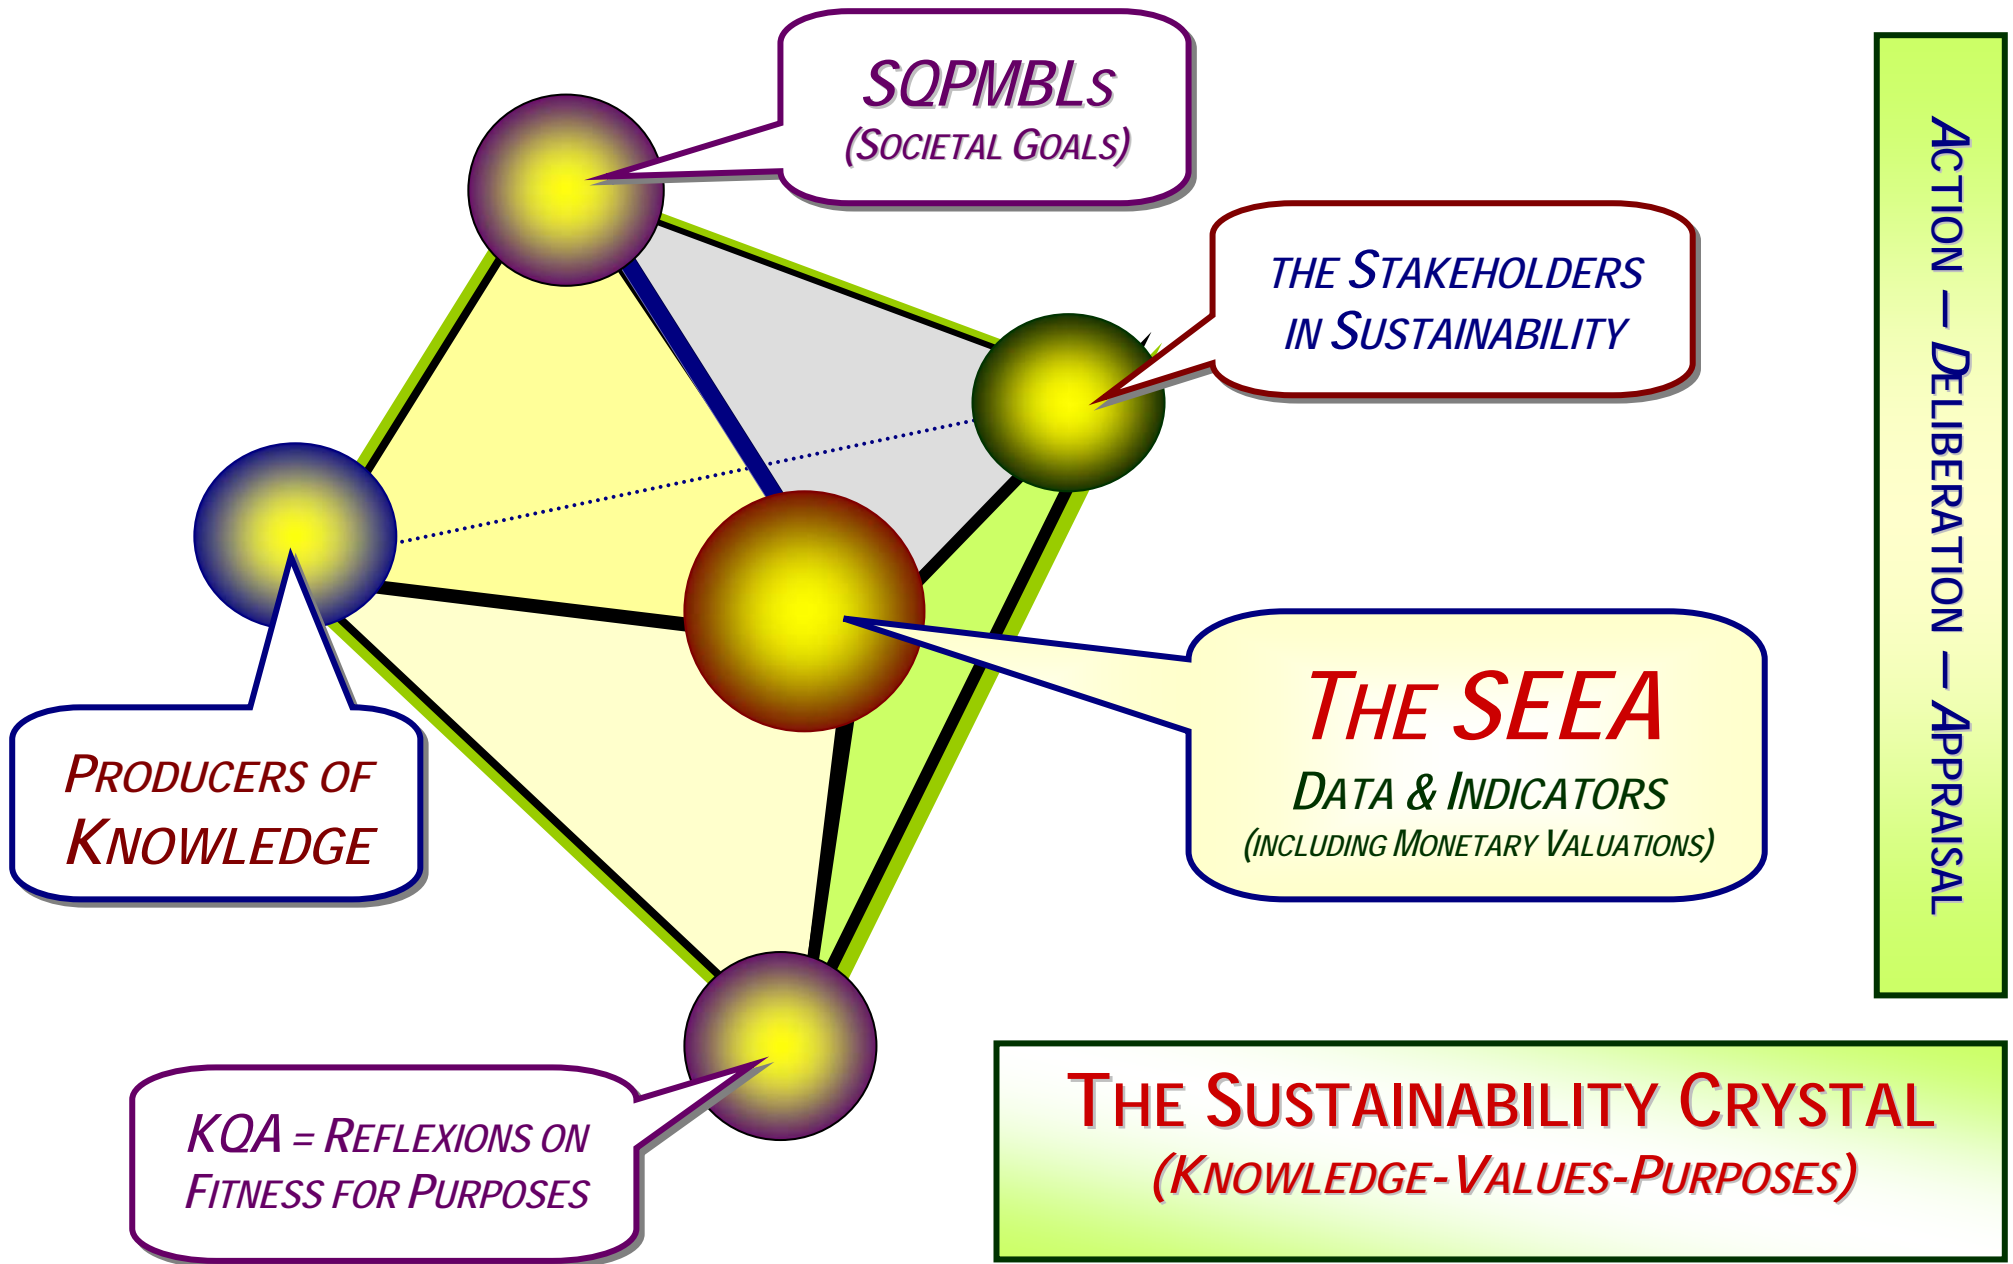 SQPMBLs
(Societal Goals)
the Stakeholders
in Sustainability
Action – Deliberation – Appraisal
Producers of
Knowledge
The SEEA
Data & Indicators
(including Monetary Valuations)
KQA = Reflexions on
Fitness for Purposes
The Sustainability Crystal
(Knowledge-Values-Purposes)